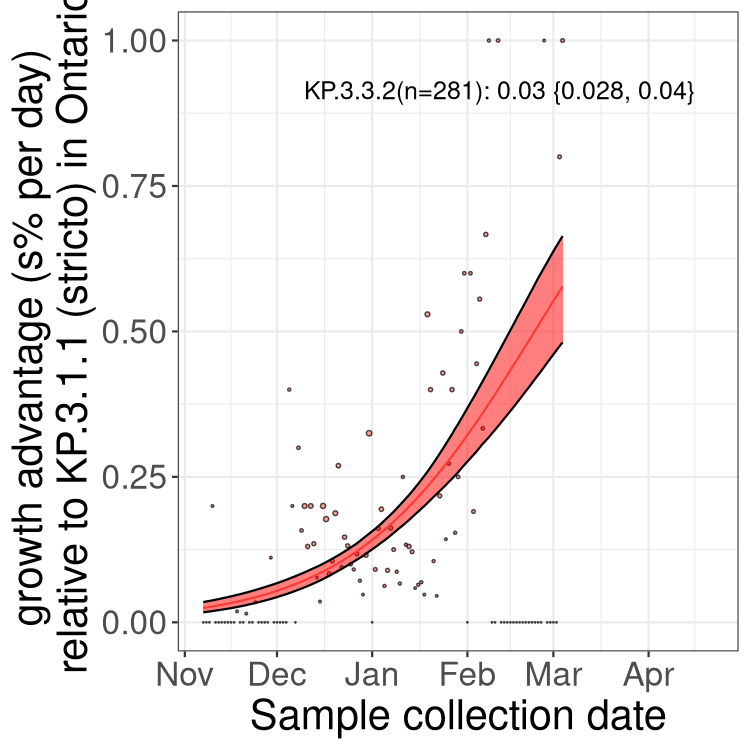 growth advantage (s% per day)
relative to KP.3.1.1 (stricto) in Ontario
1.00
0.75
0.50
0.25
0.00
KP.3.3.2(n=281): 0.03 {0.028, 0.04}
Nov Dec Jan Feb Mar Apr
Sample collection date